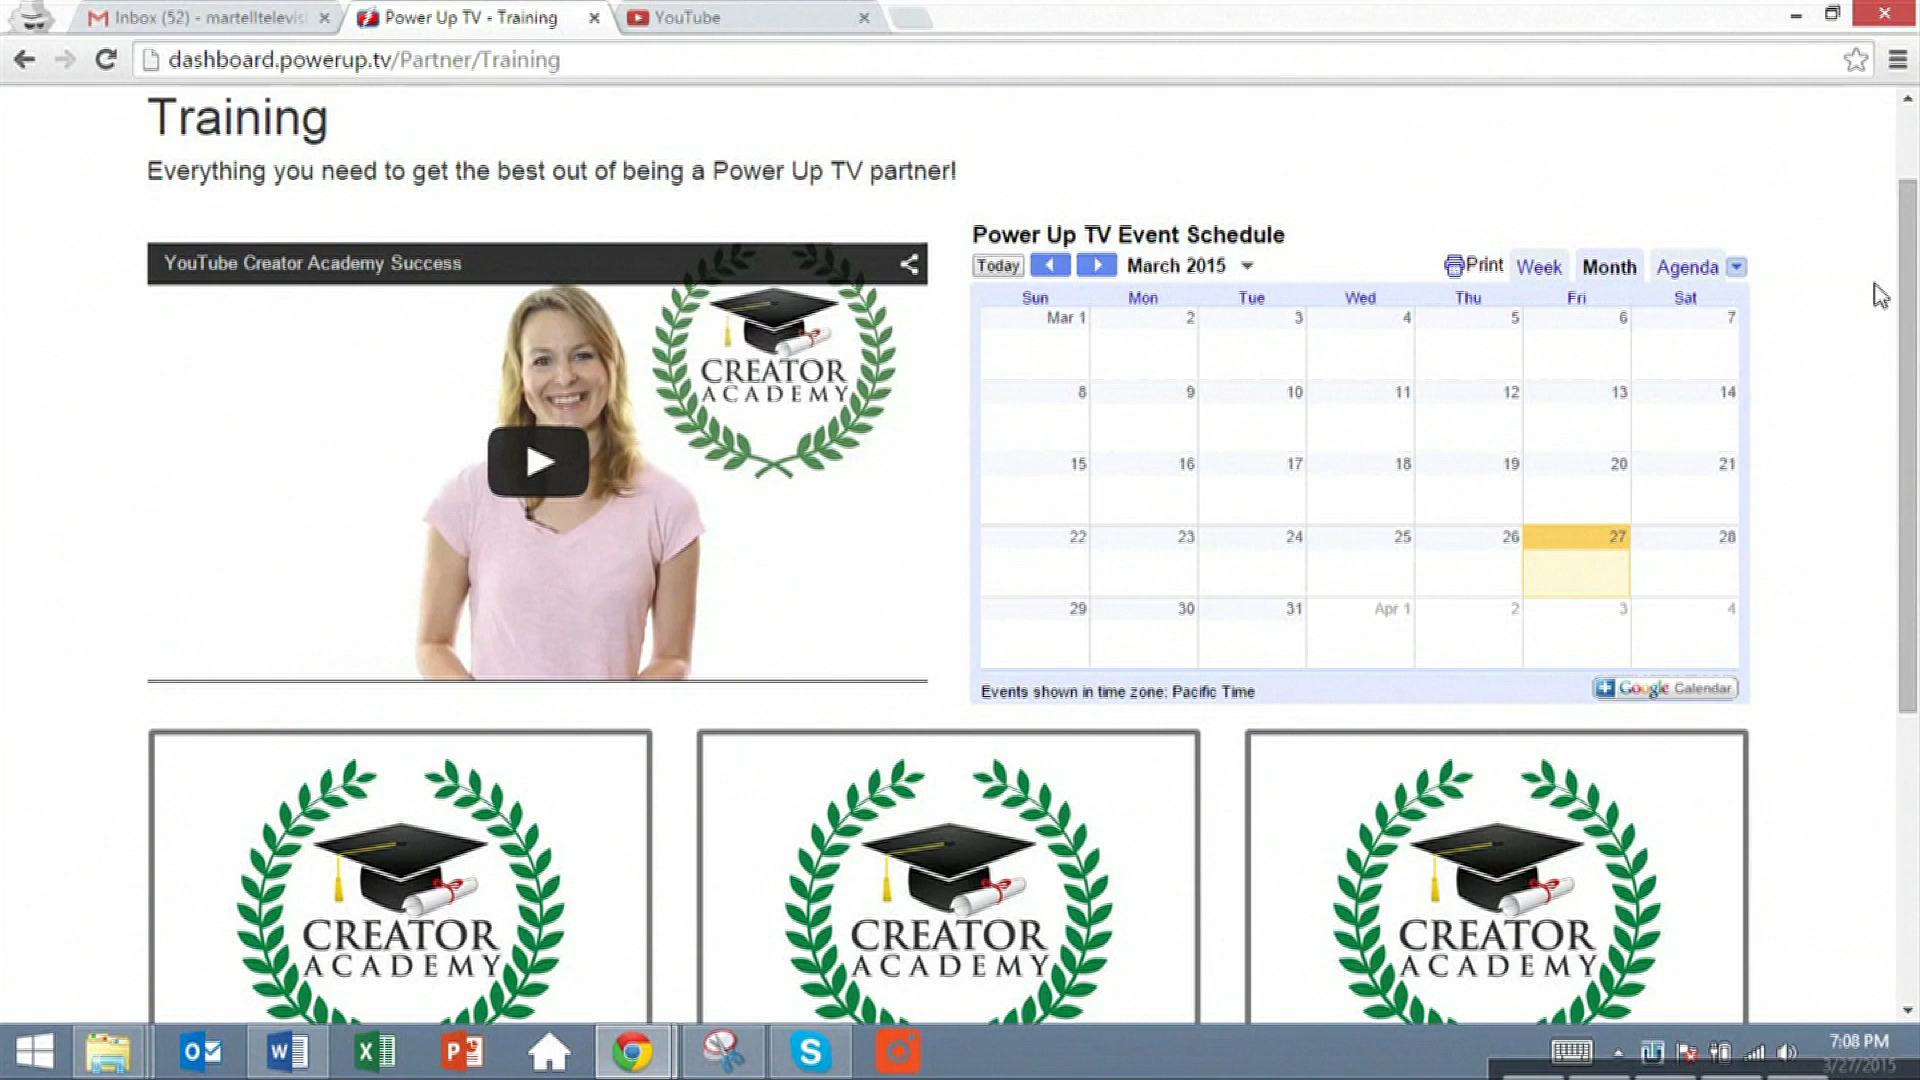 Inbox (52) - martelltelevis
Power Up TV - Training
YouTube
dashboard.powerup.tv/Partner/Training
Training
Everything you need to get the best out of being a Power Up TV partner!
YouTube Creator Academy Success
CREATOR
ACADEMY
Power Up TV Event Schedule
Today
March 2015
Print
Week
Month
Agenda
Sun Mon Tue Wed Thu Fri Sat
Mar 1 2 3 4 5 6 7
8 9 10 11 12 13 14
15 16 17 18 19 20 21
22 23 24 25 26 27 28
29 30 31 Apr 1 2 3 4
Events shown in time zone: Pacific Time
Google Calendar
CREATOR
ACADEMY
CREATOR
ACADEMY
CREATOR
ACADEMY
7:08 PM
3/27/2015